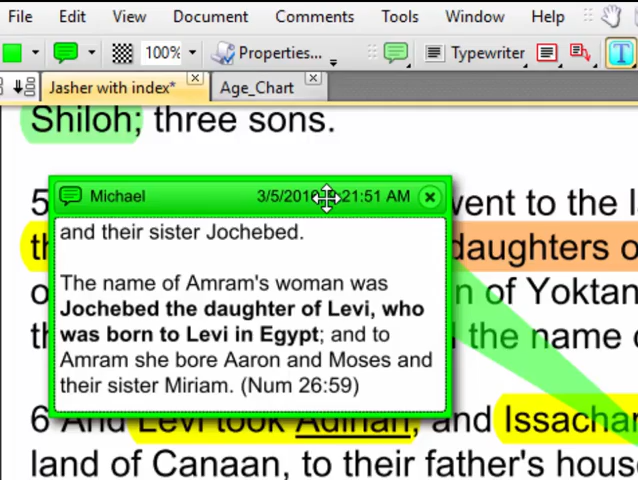 File Edit View Document Comments Tools Window Help
100% Properties... Typewriter
Jasher with index* Age_Chart
Shiloh; three sons.
Michael
and their sister Jochebed.
The name of Amram's woman was
Jochebed the daughter of Levi, who
was born to Levi in Egypt; and to
Amram she bore Aaron and Moses and
their sister Miriam. (Num 26:59)
5 went to the
daughters
n of Yoktan
the name
6 And Levi took Adinah, and Issachar
land of Canaan, to their father's house